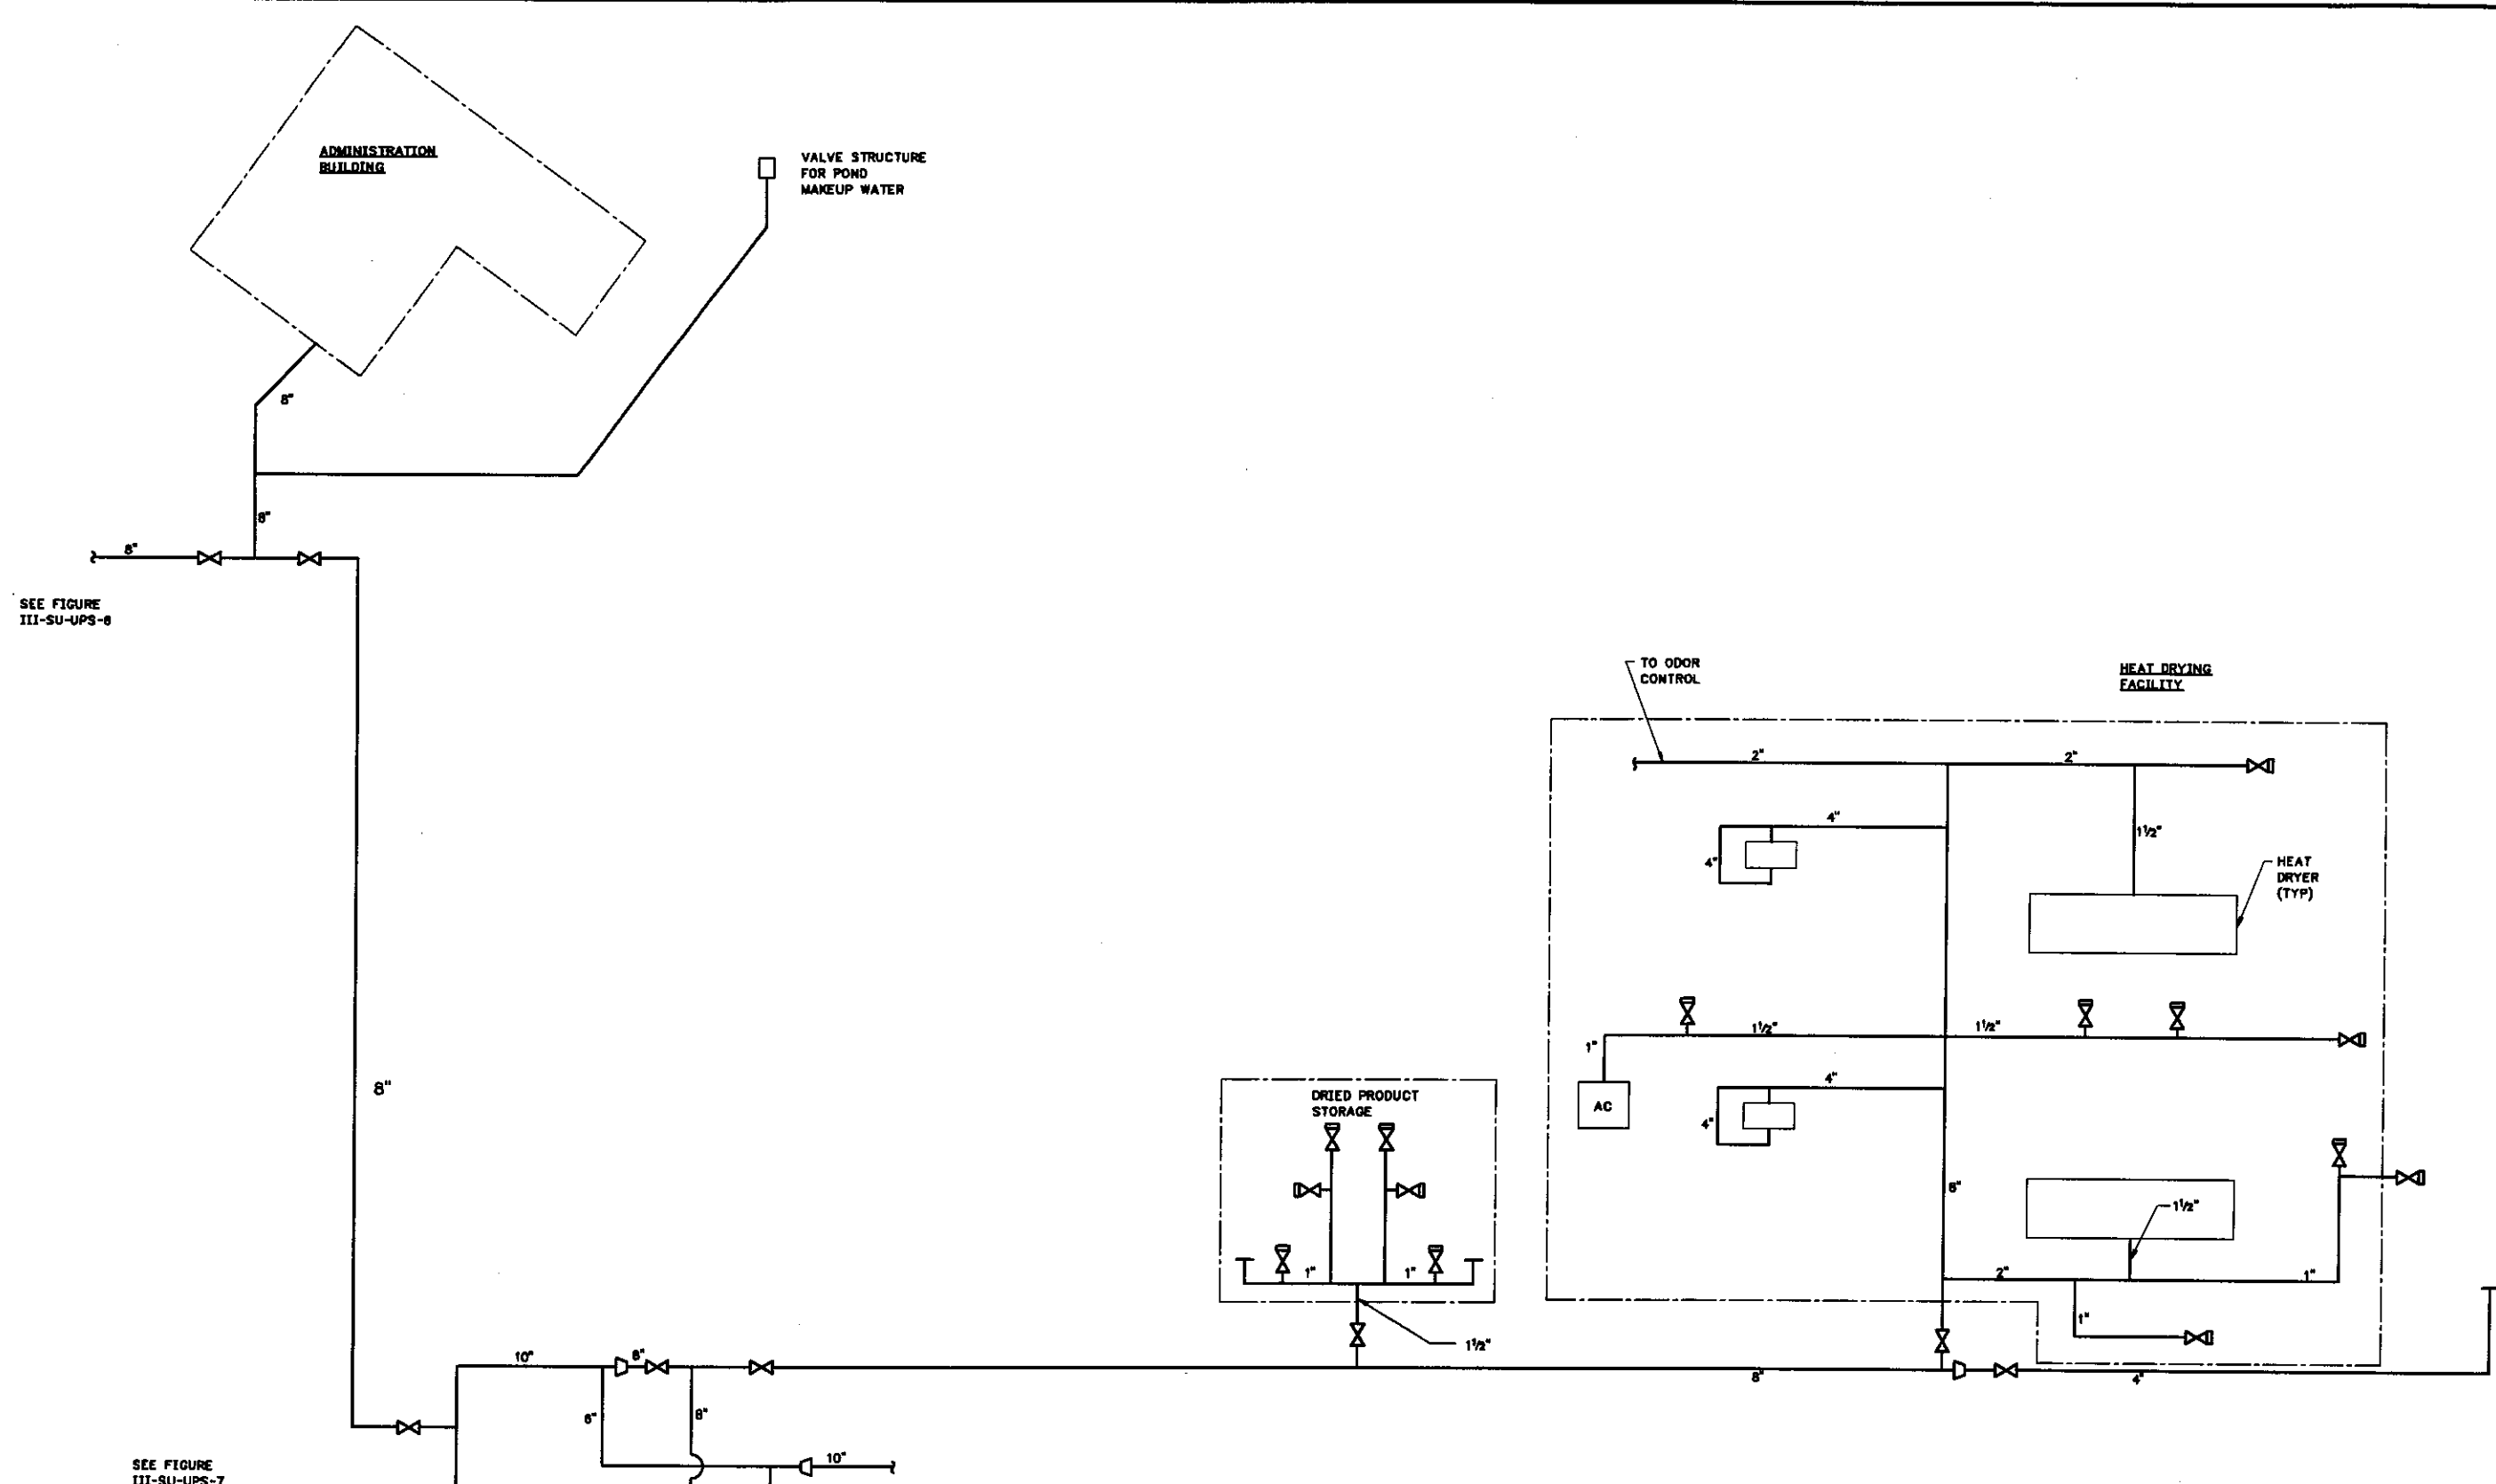 ADMINISTRATION
BUILDING
VALVE STRUCTURE
FOR POND
MAKEUP WATER
8"
8"
8"
SEE FIGURE
III-SU-UPS-6
TO ODOR
CONTROL
HEAT DRYING
FACILITY
2"
2"
4"
1½"
4"
HEAT
DRYER
(TYP)
1½"
1½"
1"
8"
DRIED PRODUCT
STORAGE
4"
AC
4"
6"
1½"
1"
1"
2"
1"
1"
1½"
10"
8"
8"
4"
6"
8"
10"
SEE FIGURE
III-SU-UPS-7